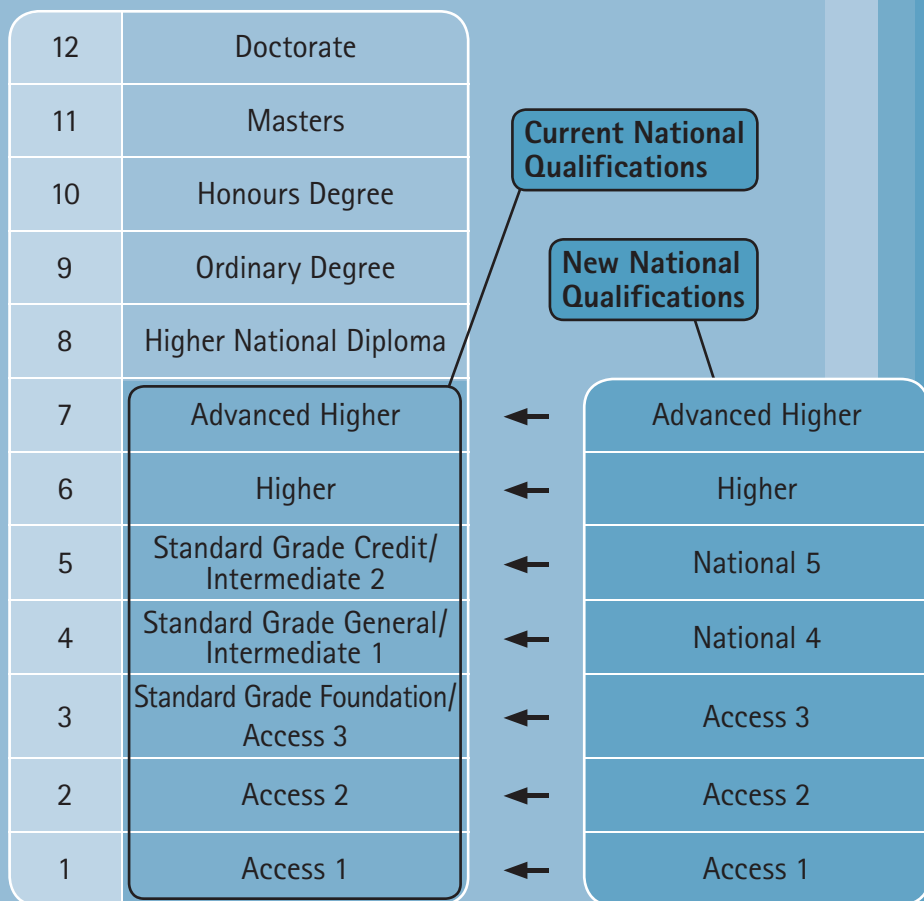 12 Doctorate
11 Masters
Current National
Qualifications
10 Honours Degree
9 Ordinary Degree
New National
Qualifications
8 Higher National Diploma
7 Advanced Higher Advanced Higher
6 Higher Higher
5 Standard Grade Credit/
Intermediate 2 National 5
4 Standard Grade General/
Intermediate 1 National 4
3 Standard Grade Foundation/
Access 3 Access 3
2 Access 2 Access 2
1 Access 1 Access 1